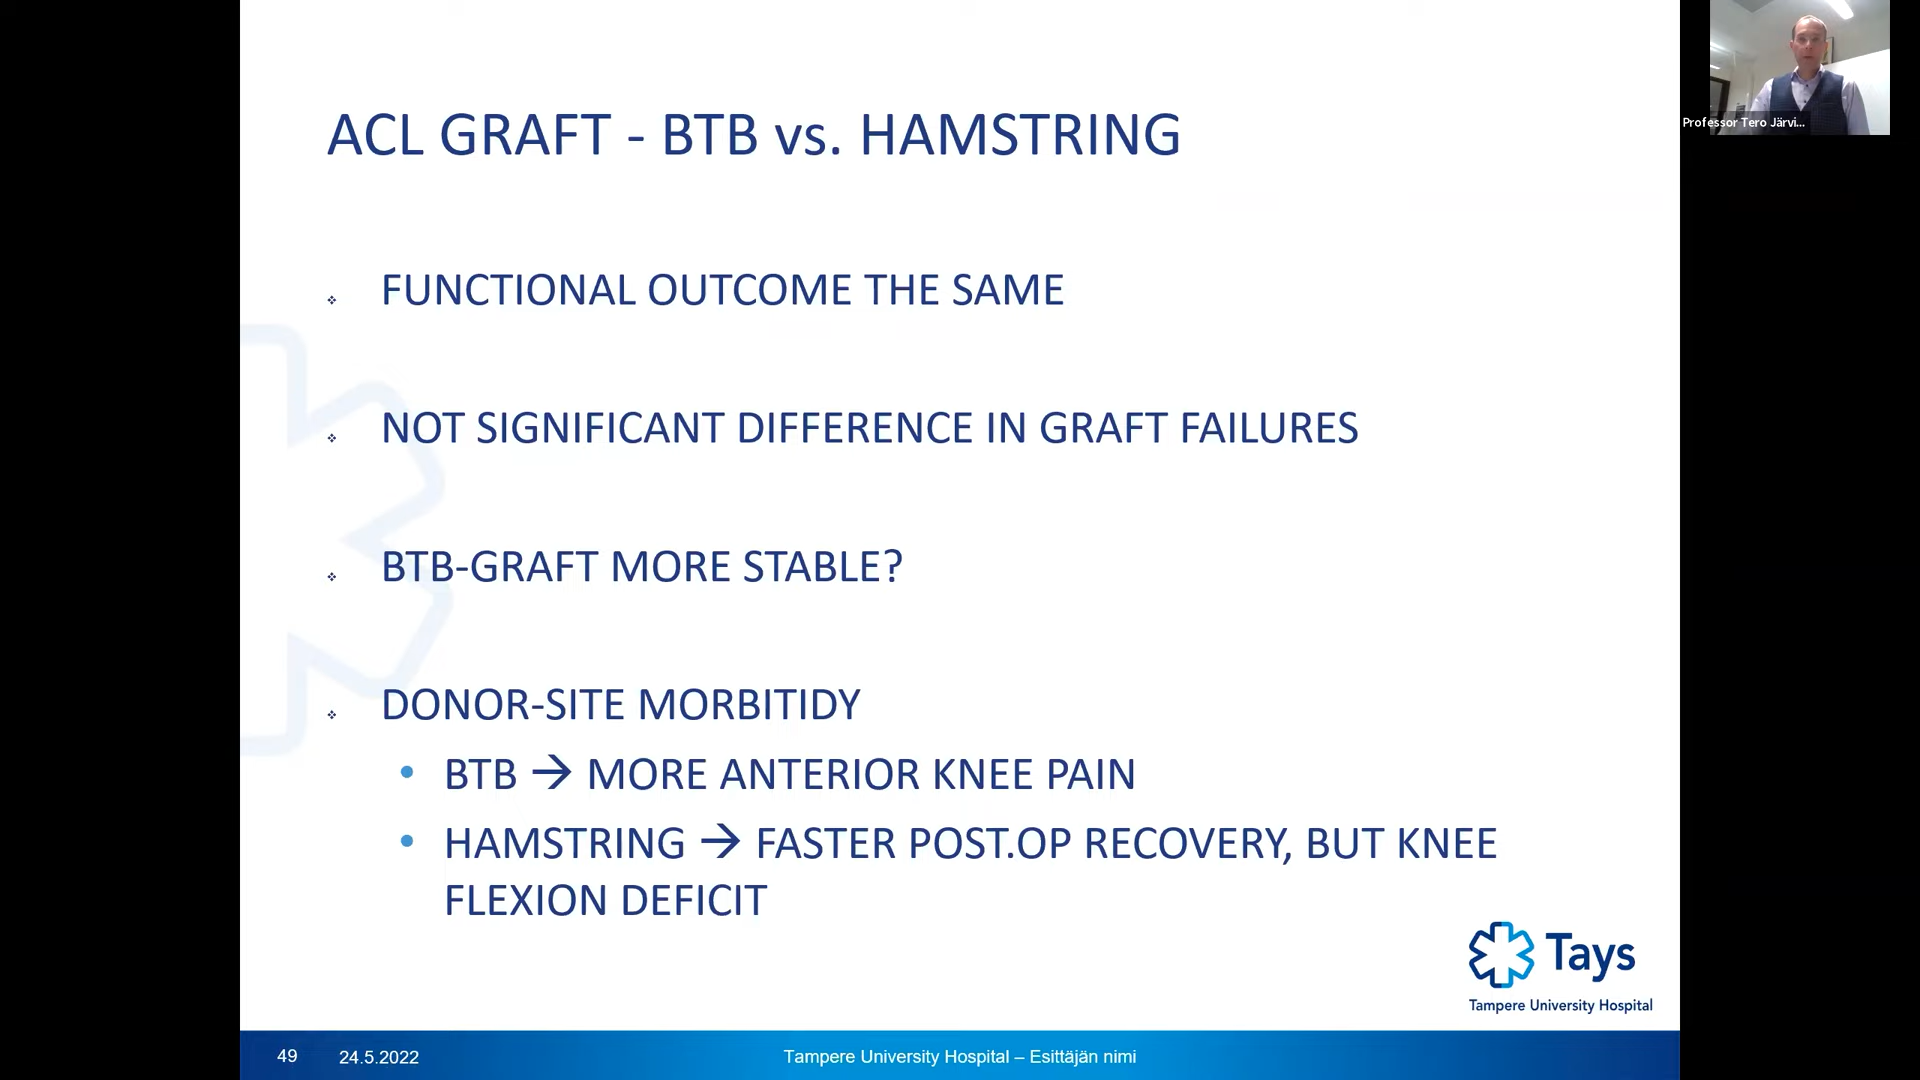 ACL GRAFT - BTB vs. HAMSTRING
Professor Tero Järvi...
FUNCTIONAL OUTCOME THE SAME
NOT SIGNIFICANT DIFFERENCE IN GRAFT FAILURES
BTB-GRAFT MORE STABLE?
DONOR-SITE MORBITIDY
BTB → MORE ANTERIOR KNEE PAIN
HAMSTRING → FASTER POST.OP RECOVERY, BUT KNEE
FLEXION DEFICIT
Tays
Tampere University Hospital
49 24.5.2022 Tampere University Hospital – Esittäjän nimi